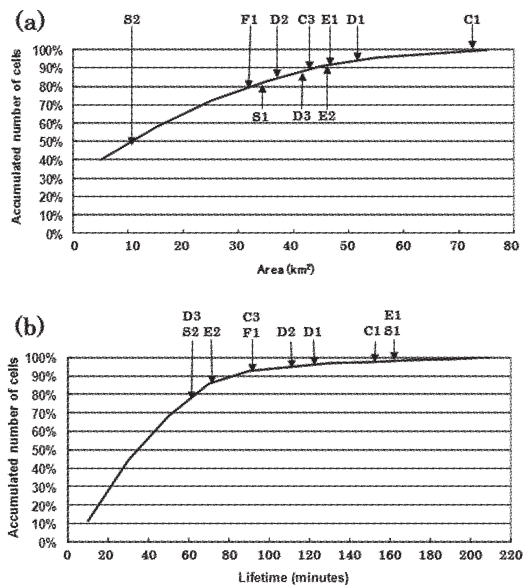 (a)
S2 F1 D2 C3 E1 D1 C1
100%
90%
80%
70%
60%
50%
40%
30%
20%
10%
0%
Accumulated number of cells
S1 D3 E2
0 10 20 30 40 50 60 70 80
Area (km²)
(b)
D3 C3 E1
S2 E2 F1 D2 D1 C1 S1
100%
90%
80%
70%
60%
50%
40%
30%
20%
10%
0%
Accumulated number of cells
0 20 40 60 80 100 120 140 160 180 200 220
Lifetime (minutes)